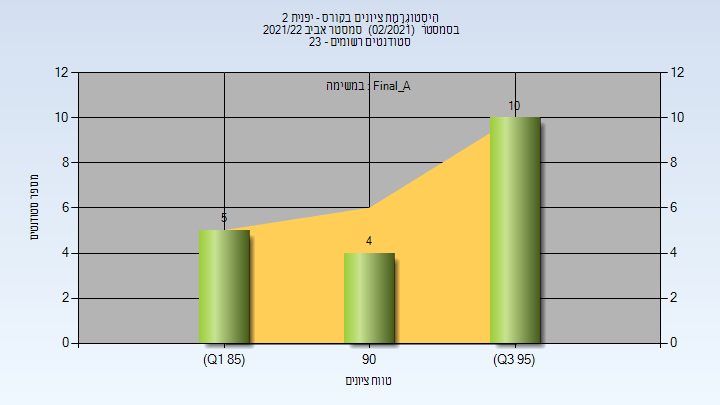 הִיסְטוֹגְרָמַת ציונים בקורס - יפנית 2
בסמסטר (02/2021) סמסטר אביב 2021/22
סטודנטים רשומים - 23
במשימה : Final_A
12 12
10 10 10
8 8
6 6
5
4 4 4
2 2
0 0
(Q1 85) 90 (Q3 95)
מספר סטודנטים
טווח ציונים